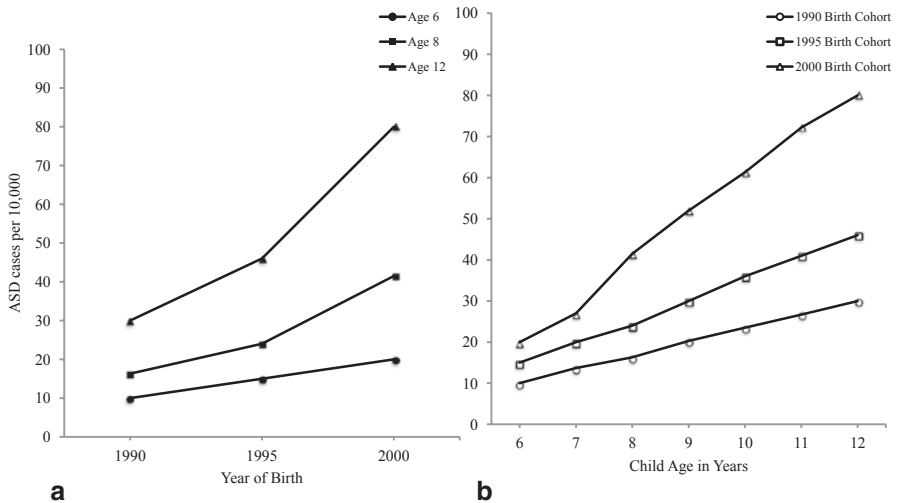 Age 6
Age 8
Age 12
100
90
80
70
60
50
40
30
20
10
0
ASD cases per 10,000
1990 1995 2000
Year of Birth
a
1990 Birth Cohort
1995 Birth Cohort
2000 Birth Cohort
100
90
80
70
60
50
40
30
20
10
0
6 7 8 9 10 11 12
Child Age in Years
b